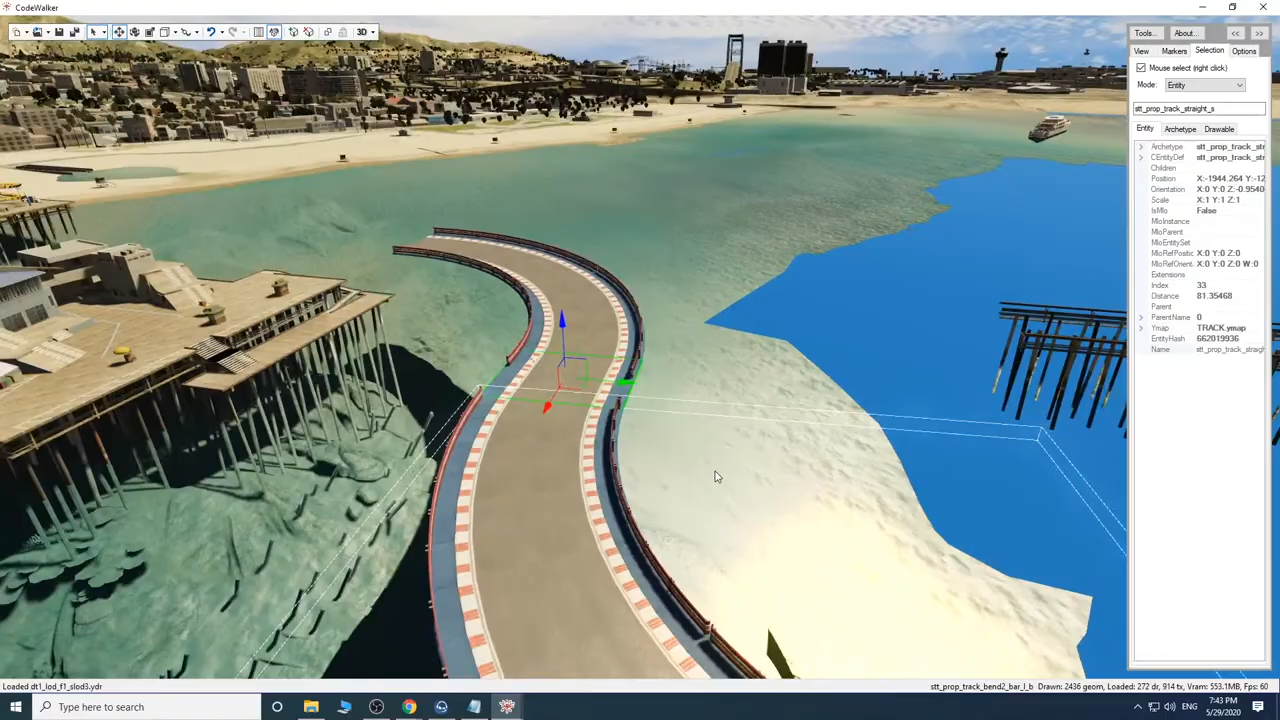 CodeWalker
3D
Tools...
About...
<<
>>
View
Markers
Selection
Options
Mouse select (right click)
Mode:
Entity
stt_prop_track_straight_s
Entity
Archetype
Drawable
Archetype stt_prop_track_str
CEntityDef stt_prop_track_str
Children
Position X:-1944.264 Y:-12
Orientation X:0 Y:0 Z:-0.9540
Scale X:1 Y:1 Z:1
IsMlo False
MloInstance
MloParent
MloEntitySet
MloRefPositic X:0 Y:0 Z:0
MloRefOrient X:0 Y:0 Z:0 W:0
Extensions
Index 33
Distance 81.35468
Parent
ParentName 0
Ymap TRACK.ymap
EntityHash 662019936
Name stt_prop_track_straigh
Loaded dt1_lod_f1_slod3.ydr
stt_prop_track_bend2_bar_l_b
Drawn: 2436 geom, Loaded: 272 dr, 914 tx, Vram: 553.1MB, Fps: 60
Type here to search
ENG
7:43 PM
5/29/2020